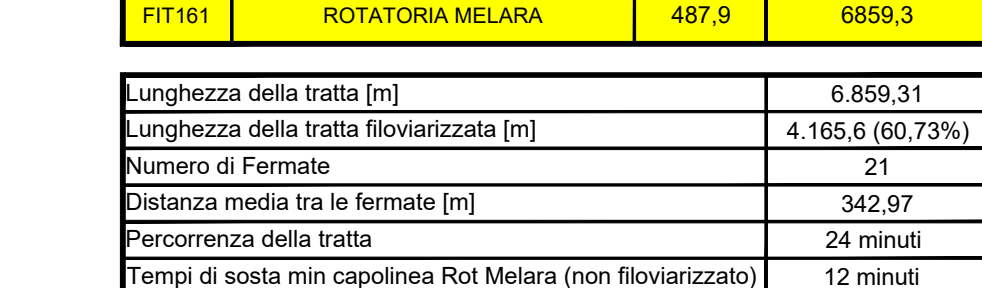 FIT161 ROTATORIA MELARA 487,9 6859,3
Lunghezza della tratta [m] 6.859,31
Lunghezza della tratta filoviarizzata [m] 4.165,6 (60,73%)
Numero di Fermate 21
Distanza media tra le fermate [m] 342,97
Percorrenza della tratta 24 minuti
Tempi di sosta min capolinea Rot Melara (non filoviarizzato) 12 minuti